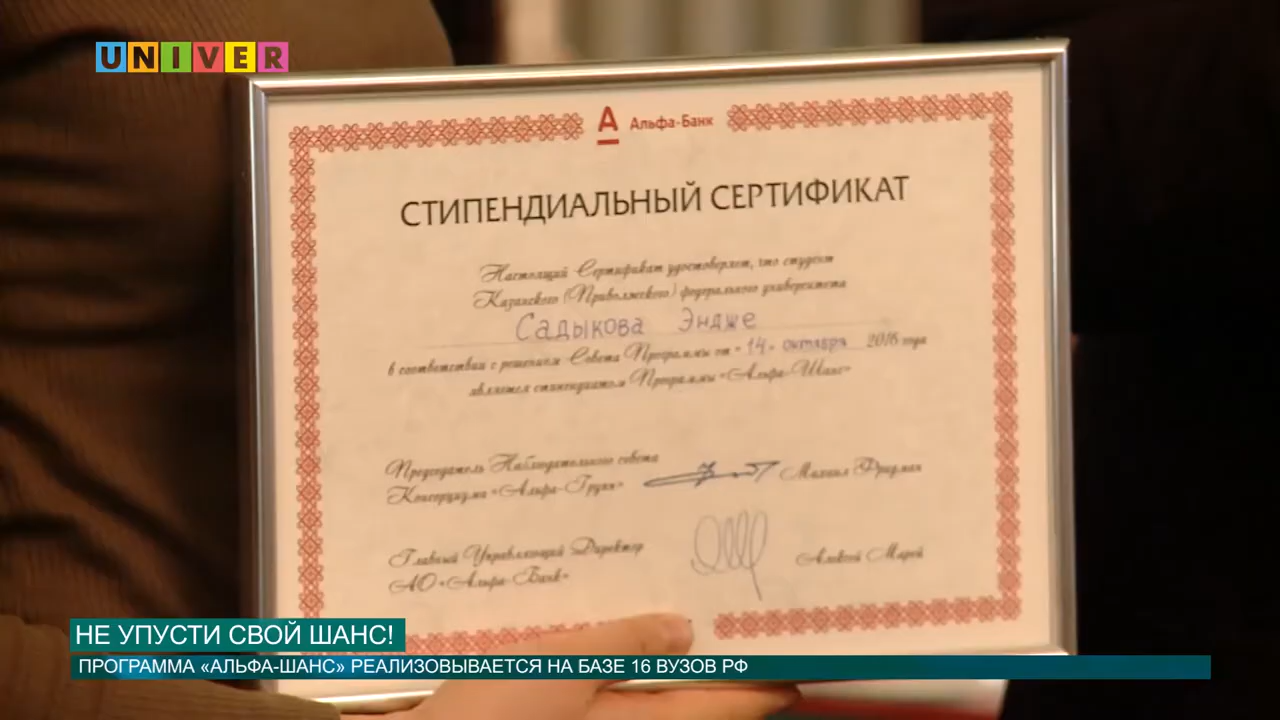 UNIVER
А Альфа-Банк
СТИПЕНДИАЛЬНЫЙ СЕРТИФИКАТ
Настоящий Сертификат удостоверяет, что студент
Казанского (Приволжского) федерального университета
Садыкова Эндже
в соответствии с решением Совета Программы от «14» октября 2016 года
является стипендиатом Программы «Альфа-Шанс»
Председатель Наблюдательного совета
Консорциума «Альфа-Групп» Михаил Фридман
Главный Управляющий Директор
АО «Альфа-Банк» Алексей Марей
НЕ УПУСТИ СВОЙ ШАНС!
ПРОГРАММА «АЛЬФА-ШАНС» РЕАЛИЗОВЫВАЕТСЯ НА БАЗЕ 16 ВУЗОВ РФ